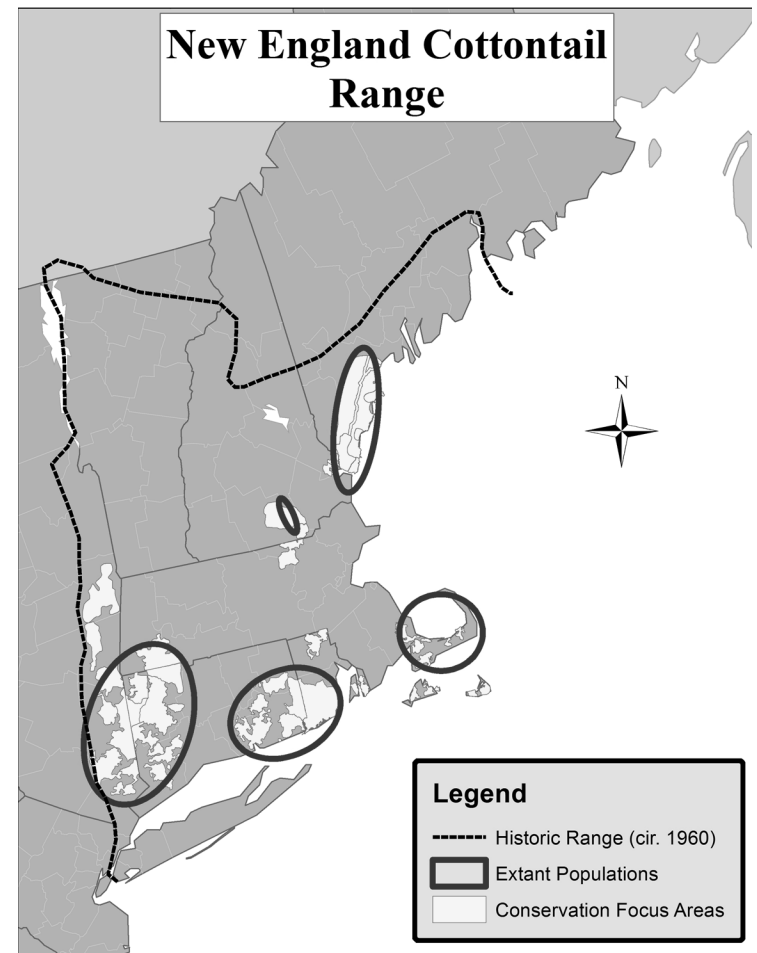 New England Cottontail
Range
N
Legend
Historic Range (cir. 1960)
Extant Populations
Conservation Focus Areas